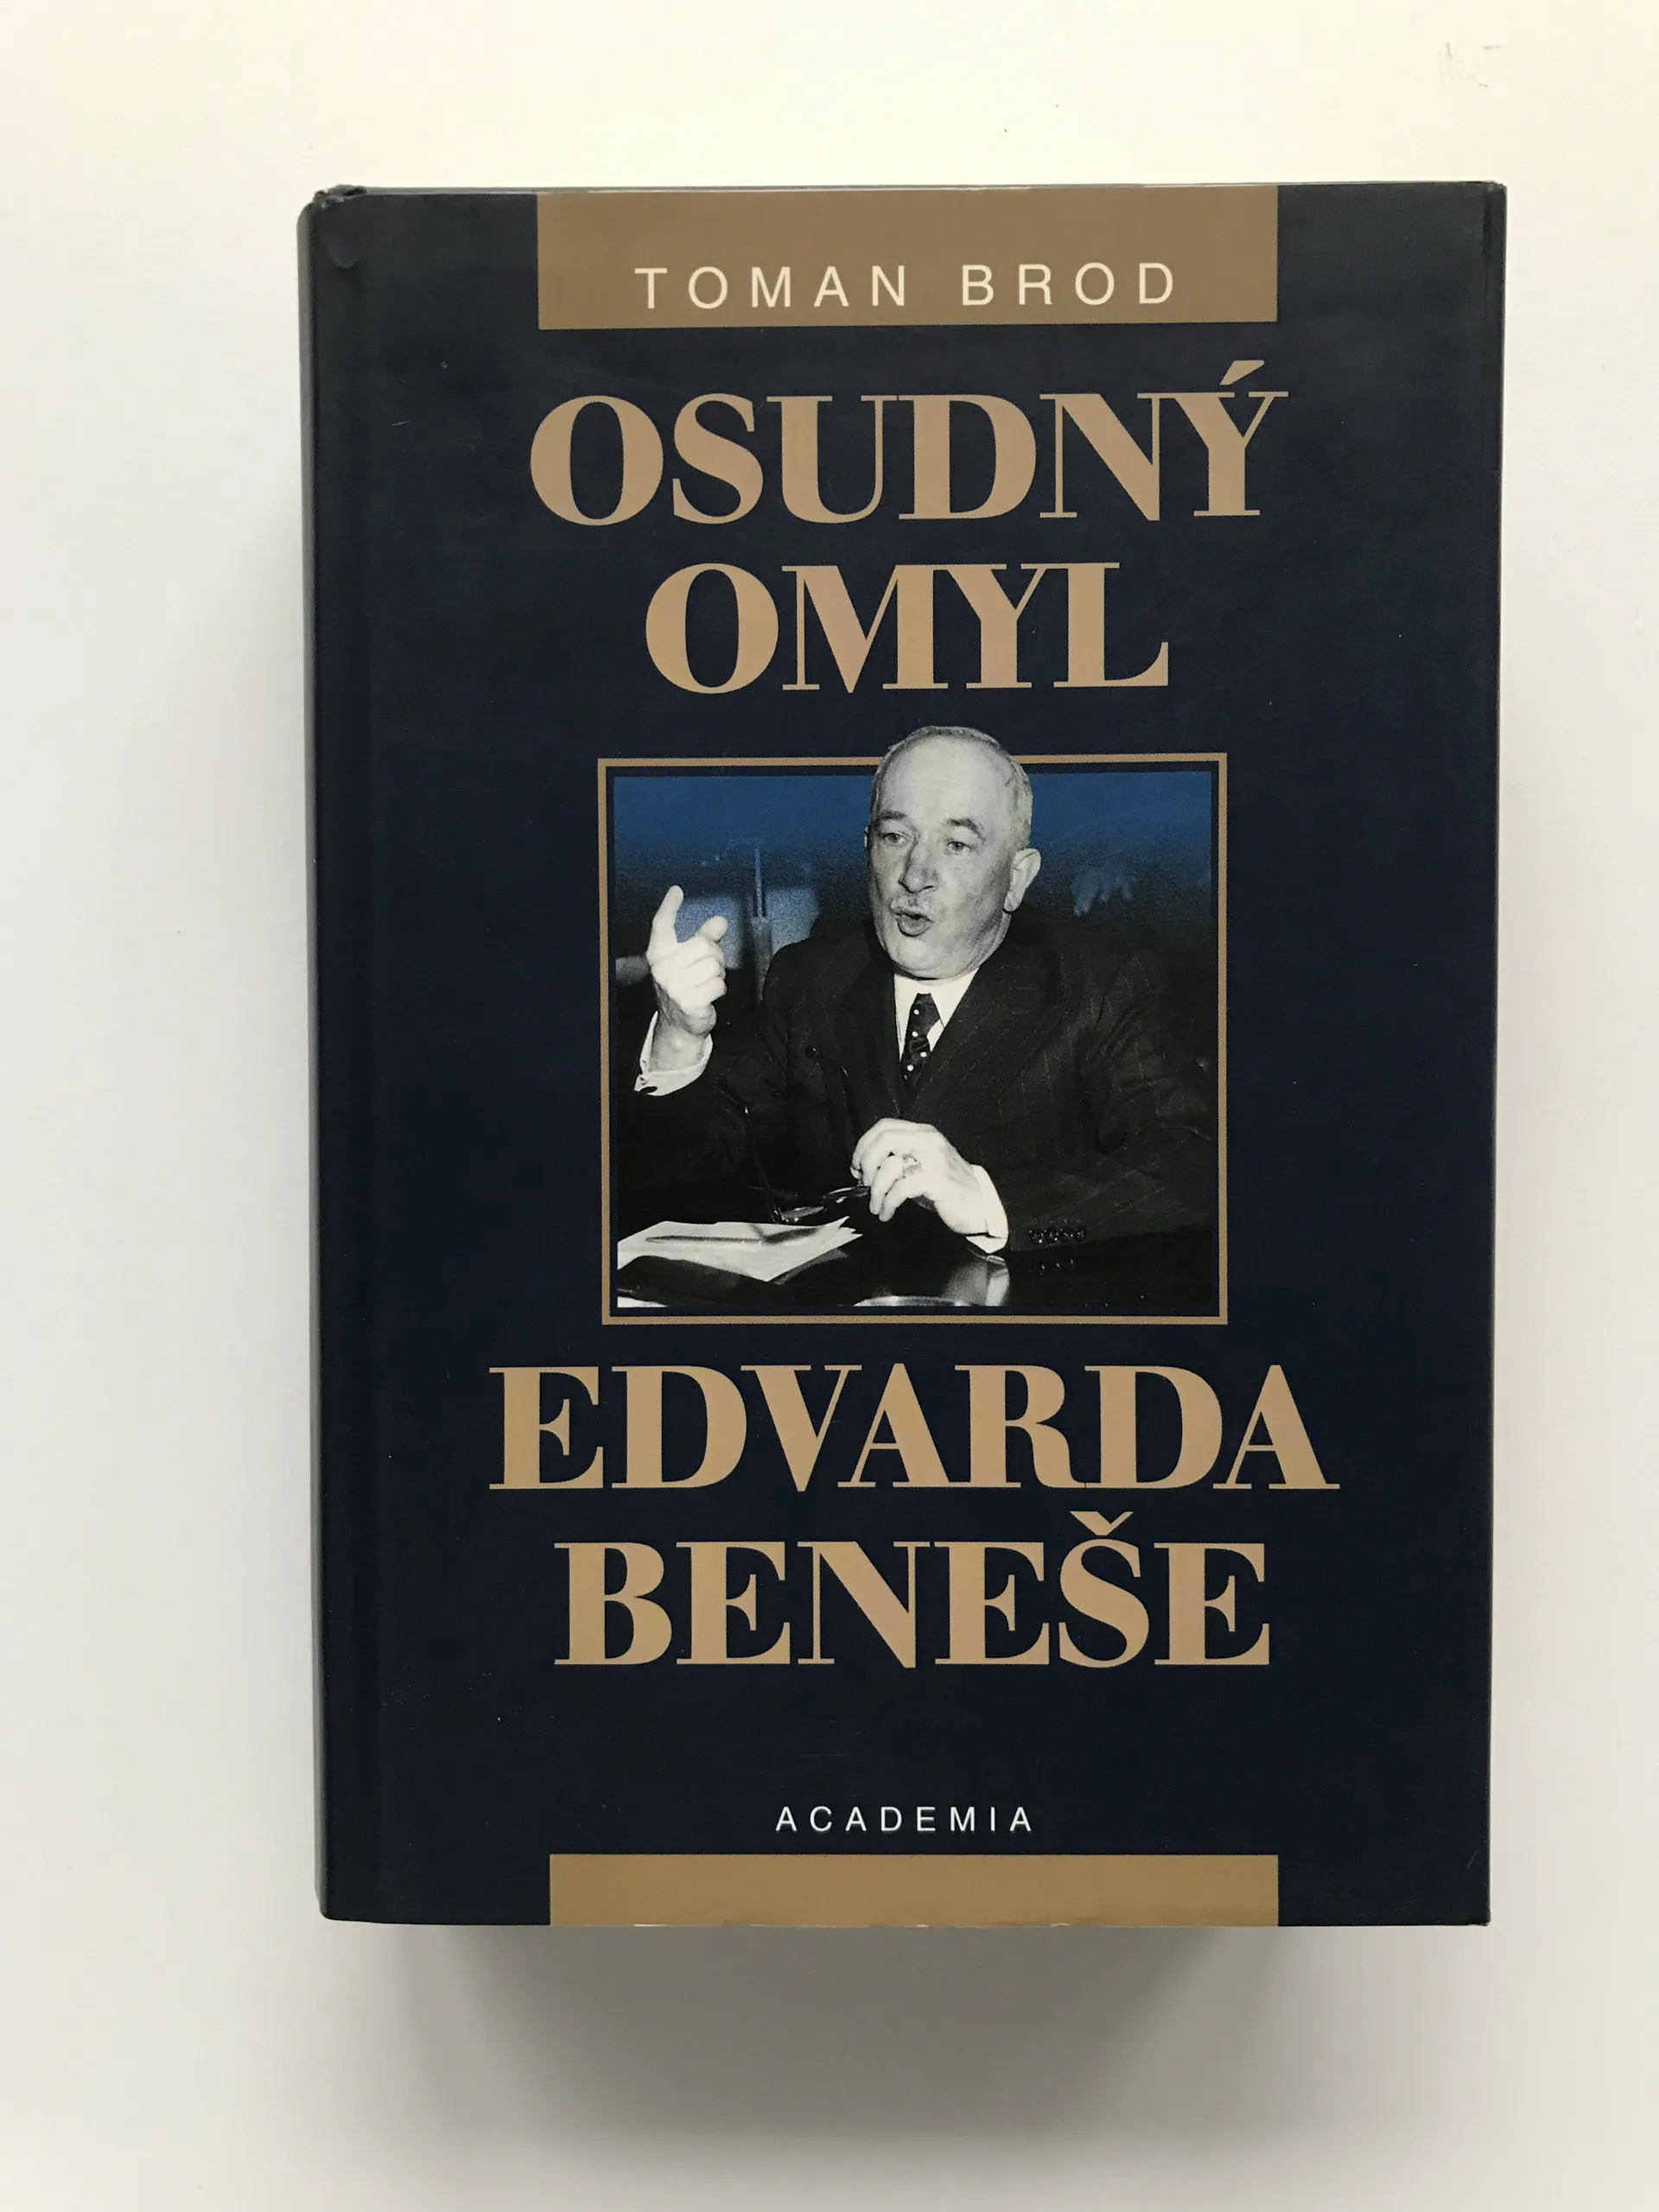 TOMAN BROD
OSUDNÝ
OMYL
EDVARDA
BENEŠE
ACADEMIA